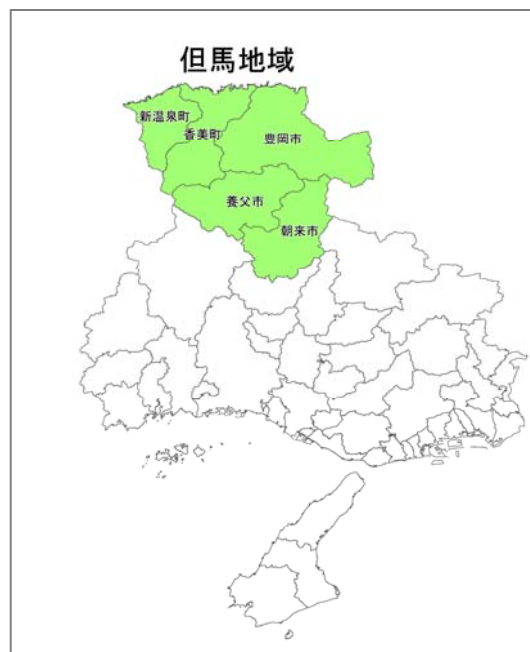 但馬地域
新温泉町
香美町
豊岡市
養父市
朝来市